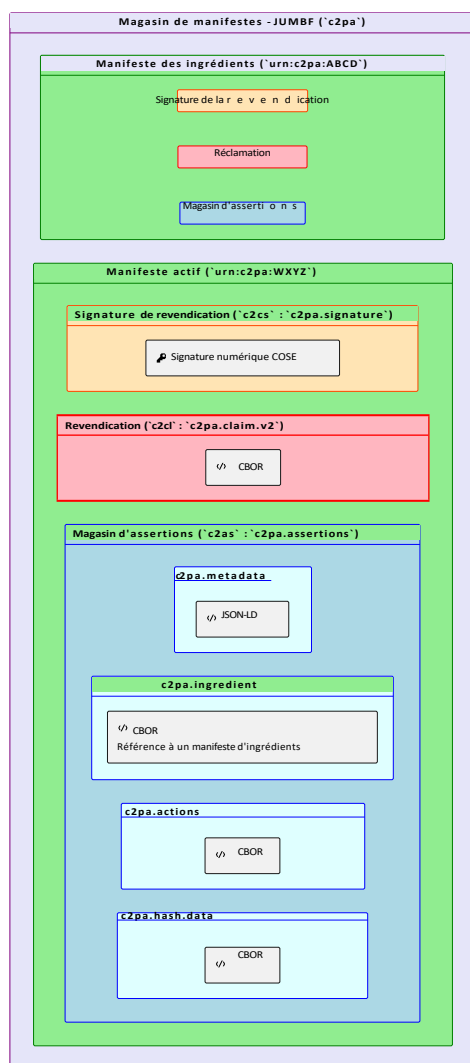 Magasin de manifestes - JUMBF (`c2pa`)
Manifeste des ingrédients (`urn:c2pa:ABCD`)
Signature de la revendication
Réclamation
Magasin d'assertions
Manifeste actif (`urn:c2pa:WXYZ`)
Signature de revendication (`c2cs` : `c2pa.signature`)
Signature numérique COSE
Revendication (`c2cl` : `c2pa.claim.v2`)
CBOR
Magasin d'assertions (`c2as` : `c2pa.assertions`)
c2pa.metadata
JSON-LD
c2pa.ingredient
CBOR
Référence à un manifeste d'ingrédients
c2pa.actions
CBOR
c2pa.hash.data
CBOR